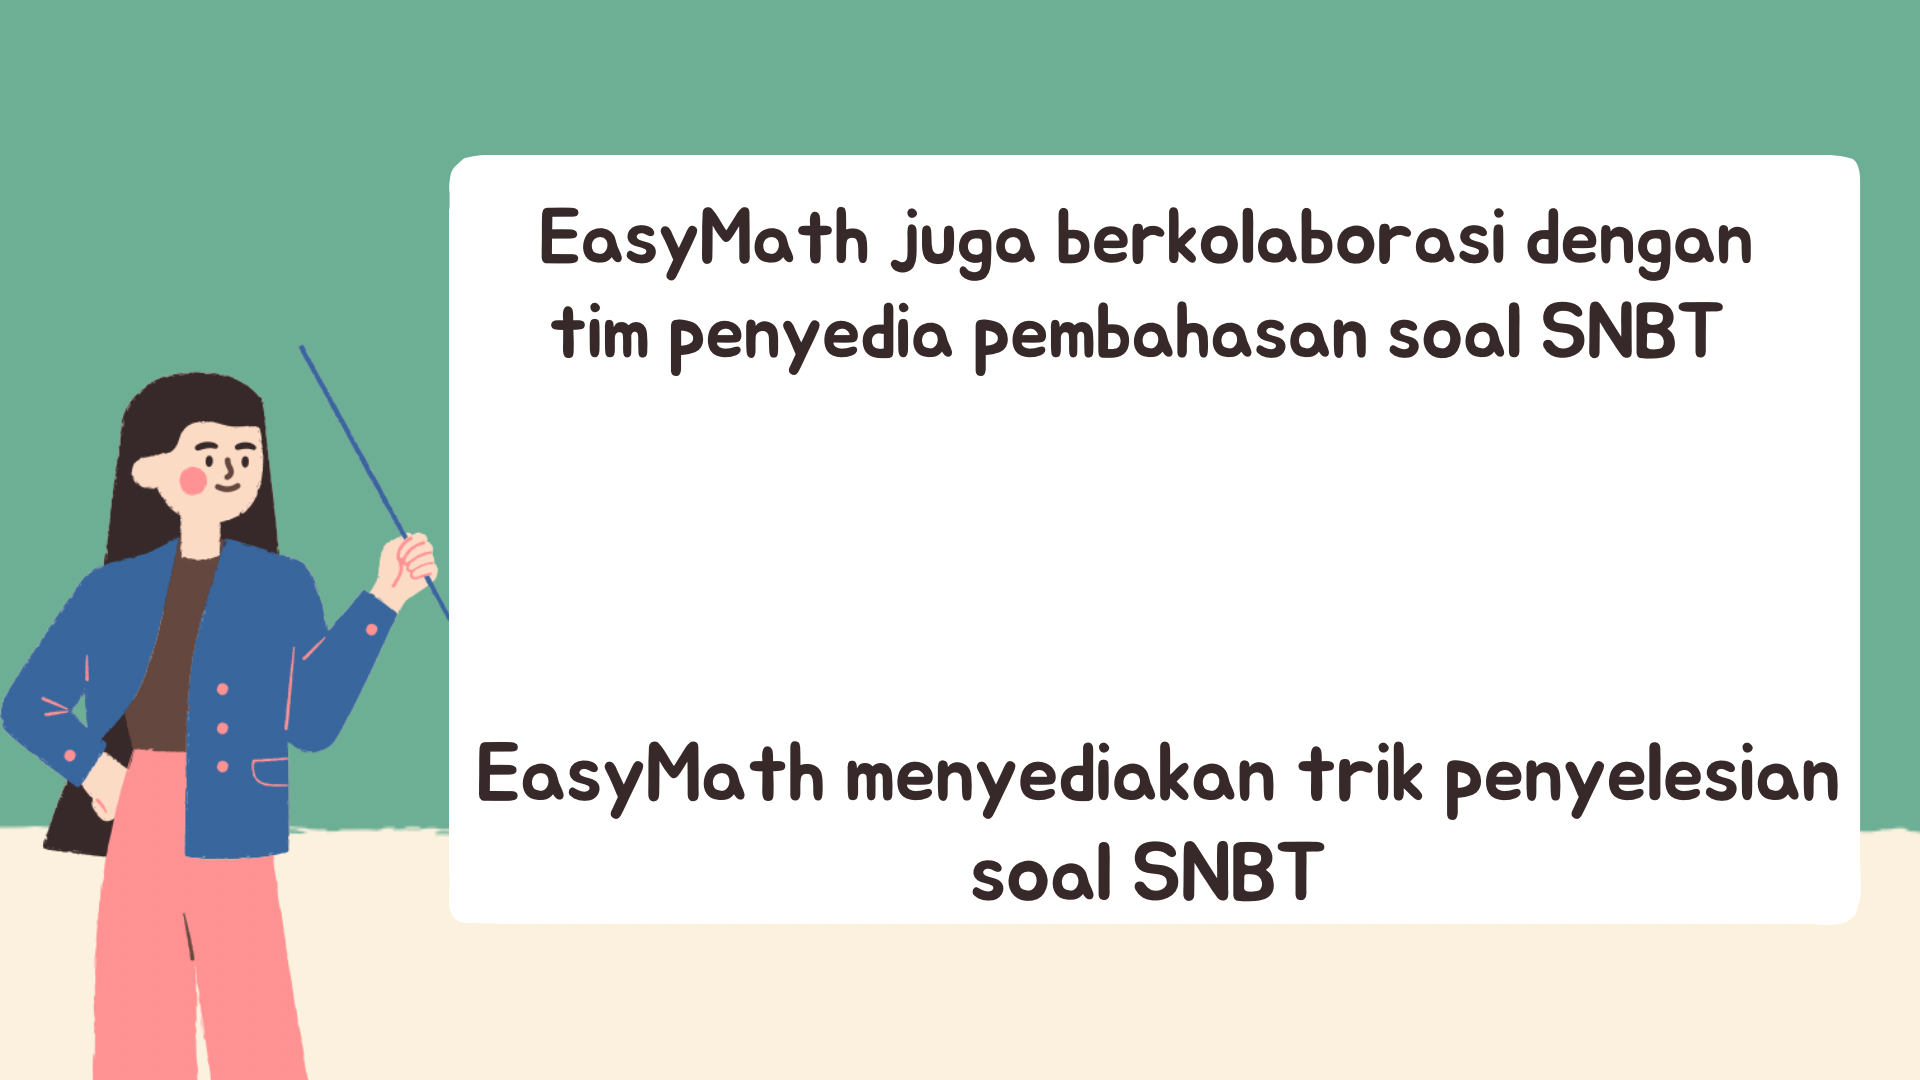 EasyMath juga berkolaborasi dengan
tim penyedia pembahasan soal SNBT
EasyMath menyediakan trik penyelesian
soal SNBT